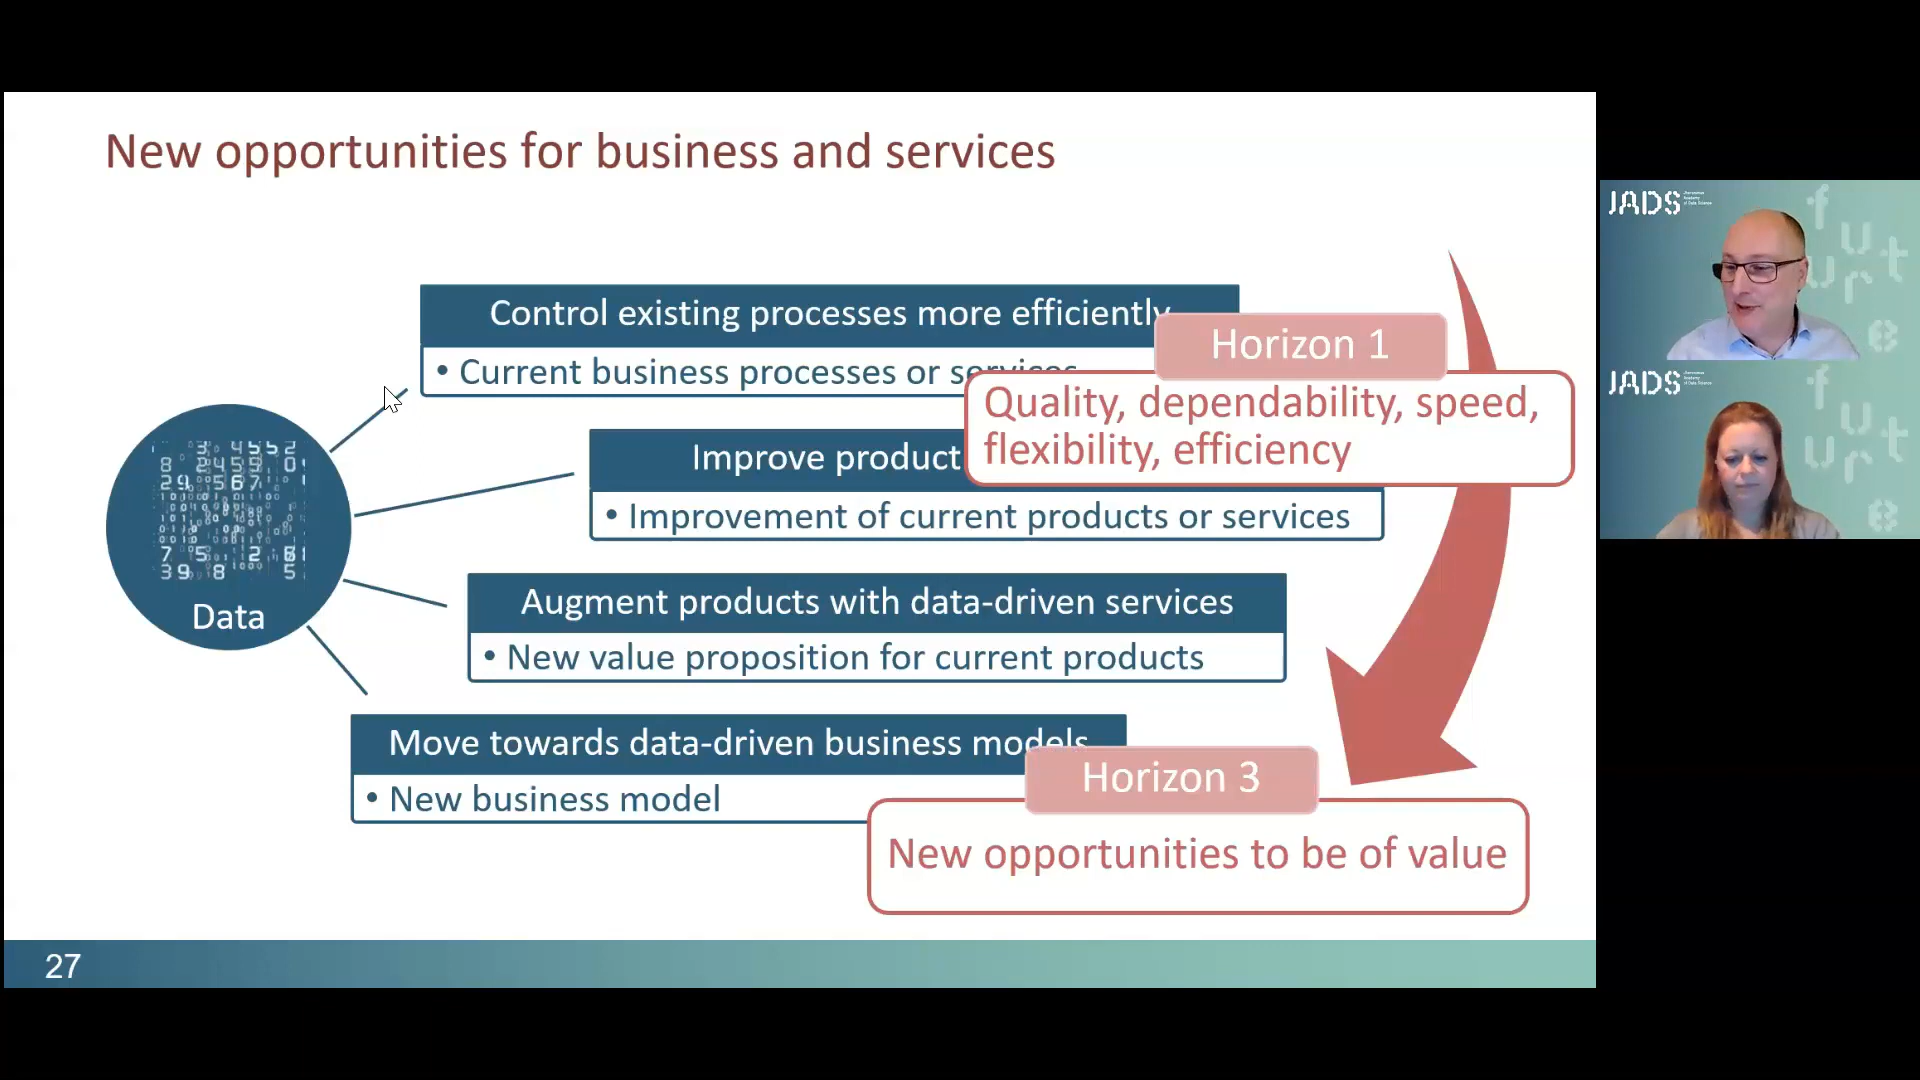 New opportunities for business and services
Control existing processes more efficiently
• Current business processes or services
Horizon 1
Quality, dependability, speed,
flexibility, efficiency
Improve product
• Improvement of current products or services
Augment products with data-driven services
• New value proposition for current products
Move towards data-driven business models
• New business model
Horizon 3
New opportunities to be of value
Data
27
JADS
JADS